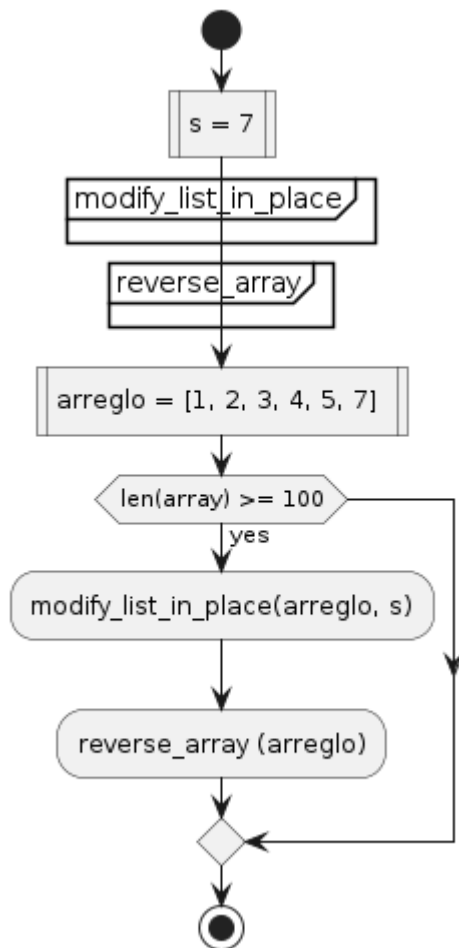 s = 7
modify_list_in_place
reverse_array
arreglo = [1, 2, 3, 4, 5, 7]
len(array) >= 100
yes
modify_list_in_place(arreglo, s)
reverse_array (arreglo)